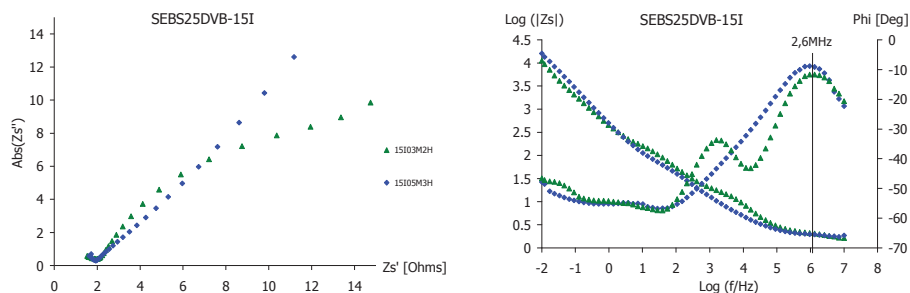 SEBS25DVB-15I
Abs(Zs")
14
12
10
8
6
4
2
0
0 2 4 6 8 10 12 14
Zs' [Ohms]
15I03M2H
15I05M3H
Log (|Zs|)
SEBS25DVB-15I
Phi [Deg]
2,6MHz
4.5
4
3.5
3
2.5
2
1.5
1
0.5
0
0
-10
-20
-30
-40
-50
-60
-70
-2 -1 0 1 2 3 4 5 6 7 8
Log (f/Hz)